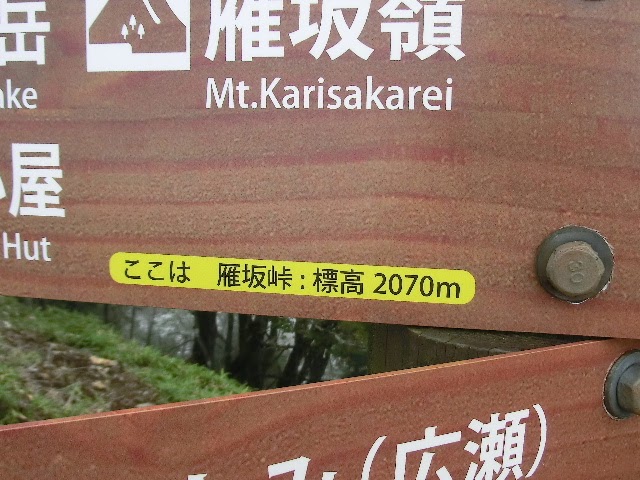 岳
雁坂嶺
ake
Mt.Karisakarei
小屋
Hut
ここは 雁坂峠:標高 2070m
(広瀬)